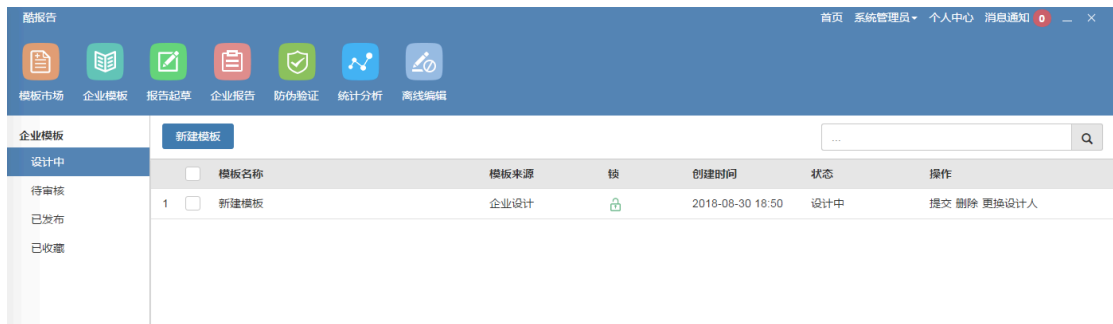 酷报告 首页 系统管理员 个人中心 消息通知 0
模板市场 企业模板 报告起草 企业报告 防伪验证 统计分析 离线编辑
企业模板 新建模板 ...
设计中 模板名称 模板来源 锁 创建时间 状态 操作
待审核
1 新建模板 企业设计 2018-08-30 18:50 设计中 提交 删除 更换设计人
已发布
已收藏